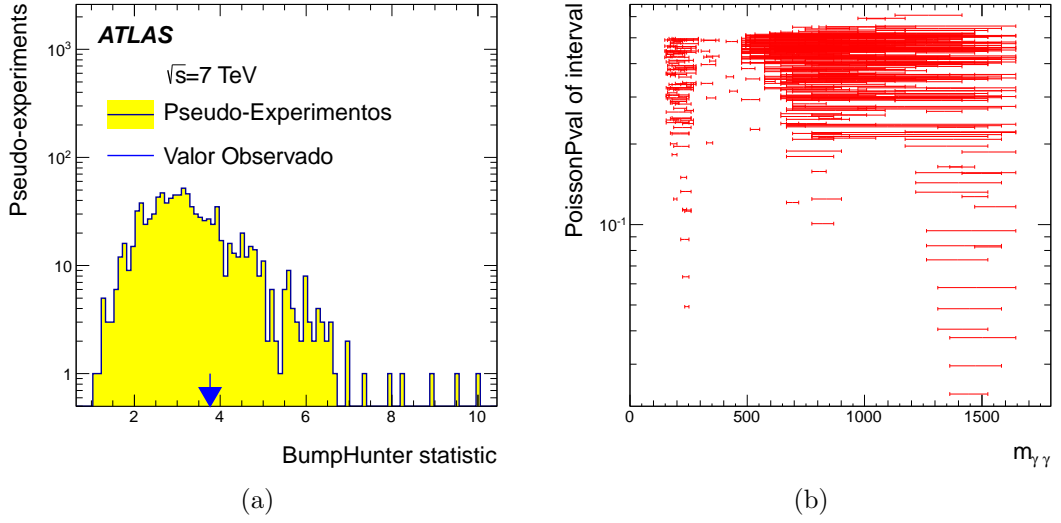 ATLAS
√s=7 TeV
Pseudo-Experimentos
Valor Observado
Pseudo-experiments
10³
10²
10
1
2 4 6 8 10
BumpHunter statistic
(a)
PoissonPval of interval
10⁻¹
0 500 1000 1500
m_γγ
(b)